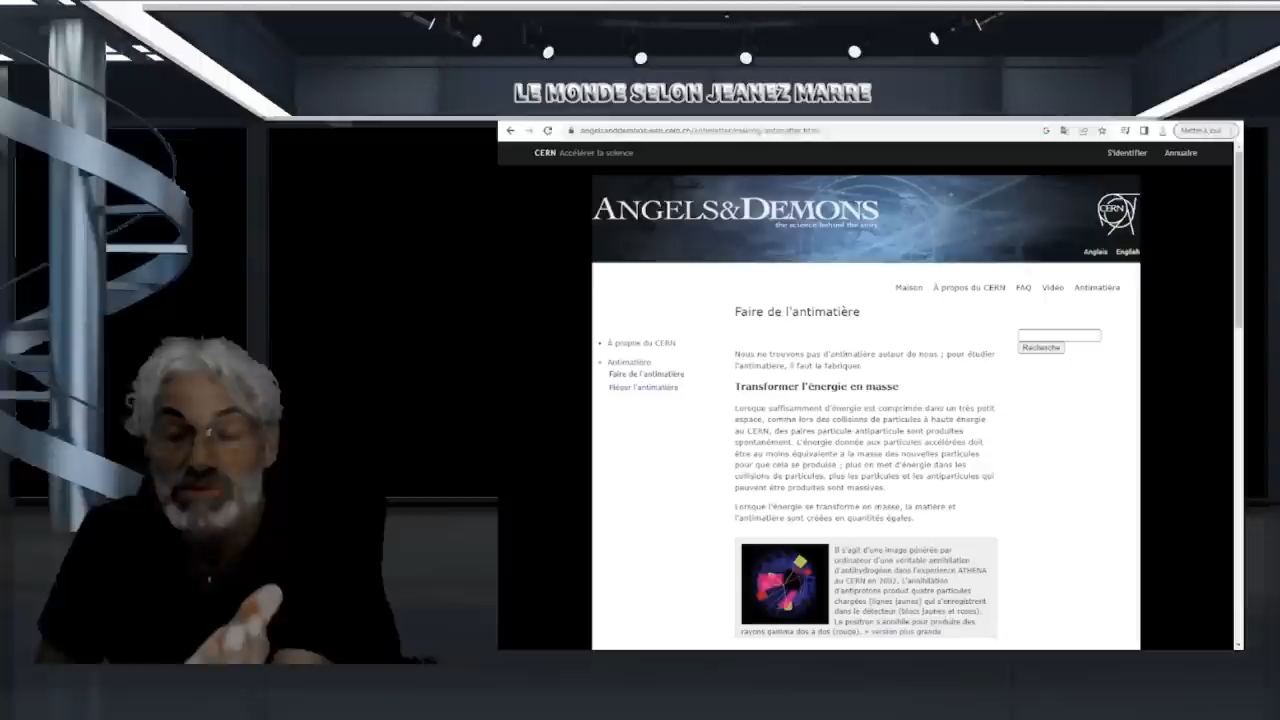 LE MONDE SELON JEANEZ MARRE
Mettre à jour
CERN Accélérer la science
S'identifier Annuaire
ANGELS&DEMONS
the science behind the story
CERN
Anglais English
Maison À propos du CERN FAQ Vidéo Antimatière
Faire de l'antimatière
Recherche
À propos du CERN
Antimatière
Faire de l'antimatière
Piéger l'antimatière
Nous ne trouvons pas d'antimatière autour de nous ; pour étudier
l'antimatière, il faut la fabriquer.
Transformer l'énergie en masse
Lorsque suffisamment d'énergie est comprimée dans un très petit
espace, comme lors des collisions de particules à haute énergie
au CERN, des paires particule antiparticule sont produites
spontanément. L'énergie donnée aux particules accélérées doit
être au moins équivalente à la masse des nouvelles particules
pour que cela se produise ; plus on met d'énergie dans les
collisions de particules, plus les particules et les antiparticules qui
peuvent être produites sont massives.
Lorsque l'énergie se transforme en masse, la matière et
l'antimatière sont créées en quantités égales.
Il s'agit d'une image générée par
ordinateur d'une véritable annihilation
d'antihydrogène dans l'expérience ATHENA
au CERN en 2002. L'annihilation
d'antiprotons produit quatre particules
chargées (lignes jaunes) qui s'enregistrent
dans le détecteur (blocs jaunes et roses).
Le positron s'annihile pour produire des
rayons gamma dos à dos (rouge). » version plus grande